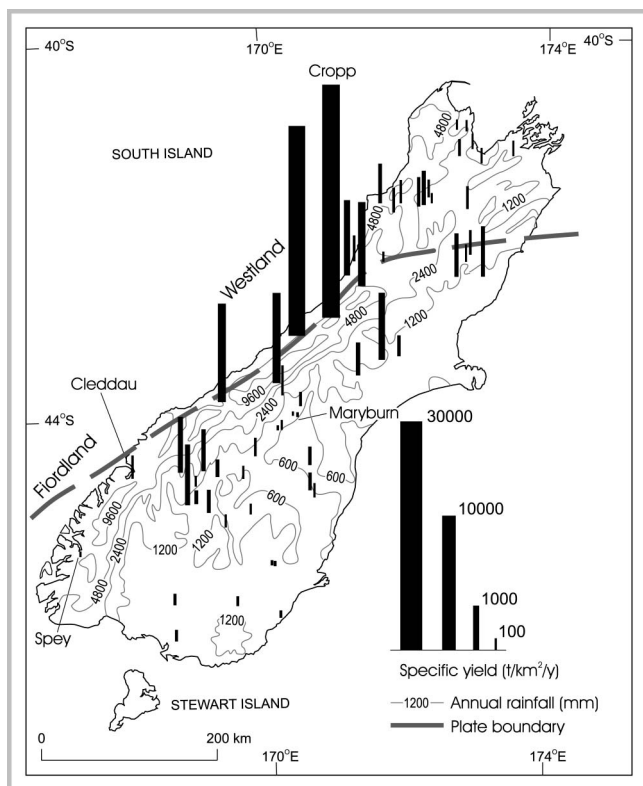 40°S
170°E
174°E
40°S
Cropp
4800
SOUTH ISLAND
1200
4800
Westland
2400
4800
1200
Cleddau
9600
2400
Maryburn
44°S
30000
Fiordland
600
600
9600
600
10000
2400
1200
1200
4800
1000
Spey
1200
100
Specific yield (t/km²/y)
—1200— Annual rainfall (mm)
STEWART ISLAND
Plate boundary
0
200 km
170°E
174°E